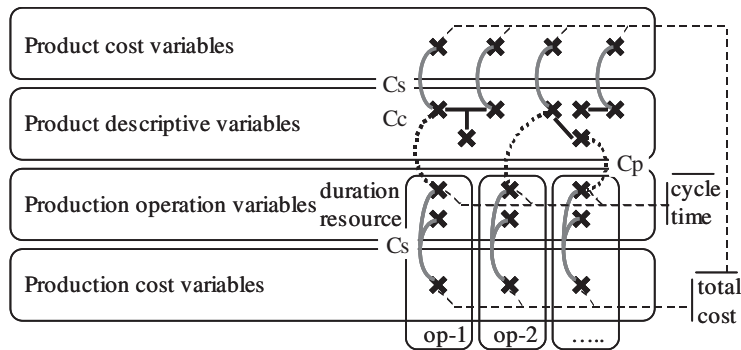 Product cost variables
Cs
Product descriptive variables
Cc
Cp
Production operation variables
duration
resource
cycle
time
Cs
Production cost variables
total
cost
op-1
op-2
.....